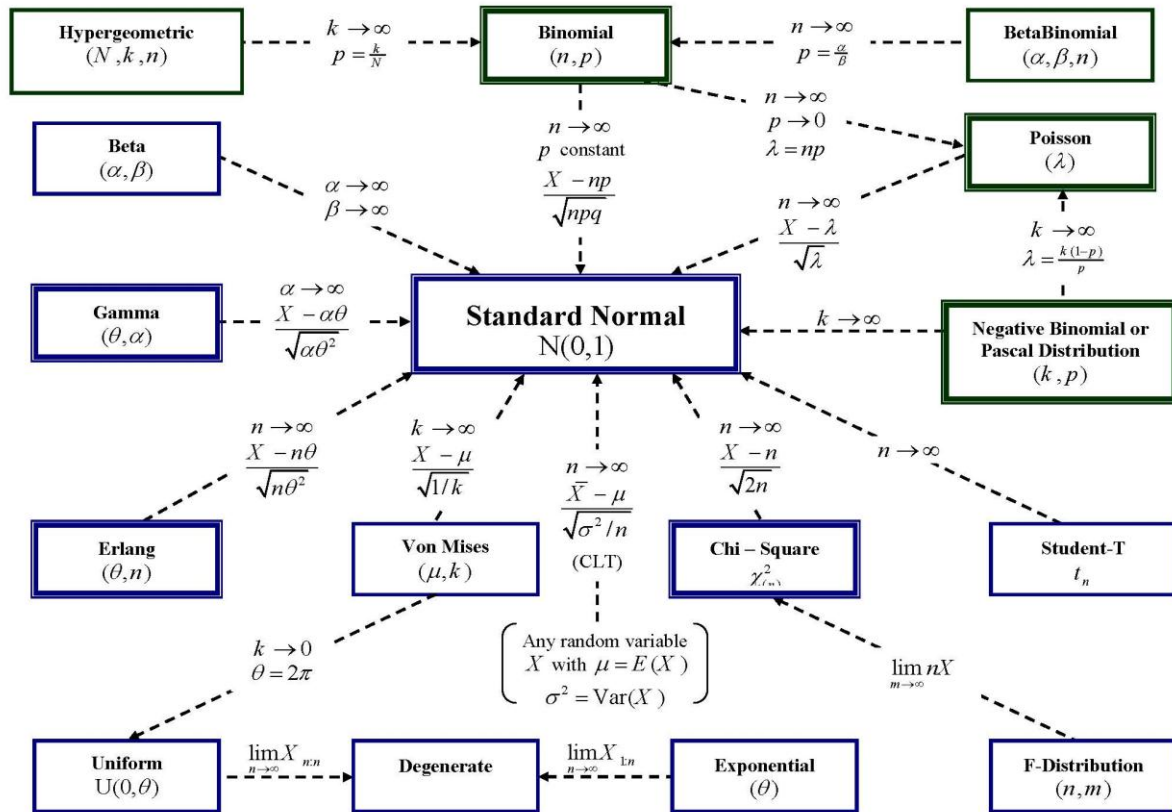 Hypergeometric
(N,k,n)
k→∞
p = k/N
Binomial
(n,p)
n→∞
p = α/β
BetaBinomial
(α,β,n)
Beta
(α,β)
α→∞
β→∞
n→∞
p constant
X − np
√npq
n→∞
p→0
λ = np
Poisson
(λ)
n→∞
X − λ
√λ
k→∞
λ = k(1−p)/p
Gamma
(θ,α)
α→∞
X − αθ
√αθ²
Standard Normal
N(0,1)
k→∞
Negative Binomial or
Pascal Distribution
(k,p)
n→∞
X − nθ
√nθ²
k→∞
X − μ
√1/k
n→∞
X̄ − μ
√σ²/n
(CLT)
n→∞
X − n
√2n
n→∞
Erlang
(θ,n)
Von Mises
(μ,k)
Chi – Square
χ²(n)
Student-T
tₙ
k→0
θ = 2π
Any random variable
X with μ = E(X)
σ² = Var(X)
lim nX
m→∞
Uniform
U(0,θ)
lim X n:n
n→∞
Degenerate
lim X 1:n
n→∞
Exponential
(θ)
F-Distribution
(n,m)